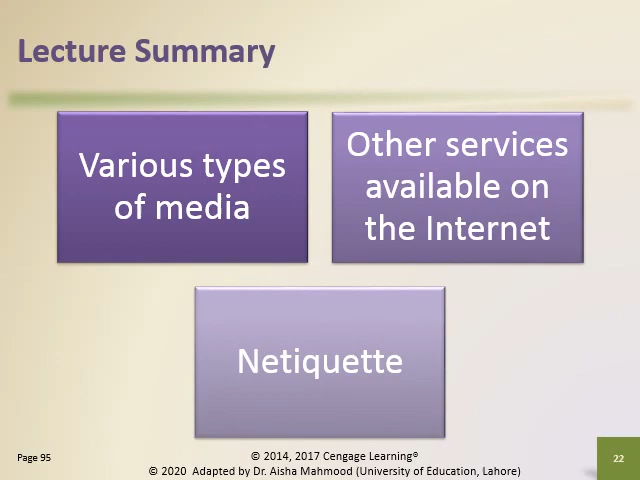 Lecture Summary
Various types
of media
Other services
available on
the Internet
Netiquette
Page 95
© 2014, 2017 Cengage Learning®
© 2020  Adapted by Dr. Aisha Mahmood (University of Education, Lahore)
22